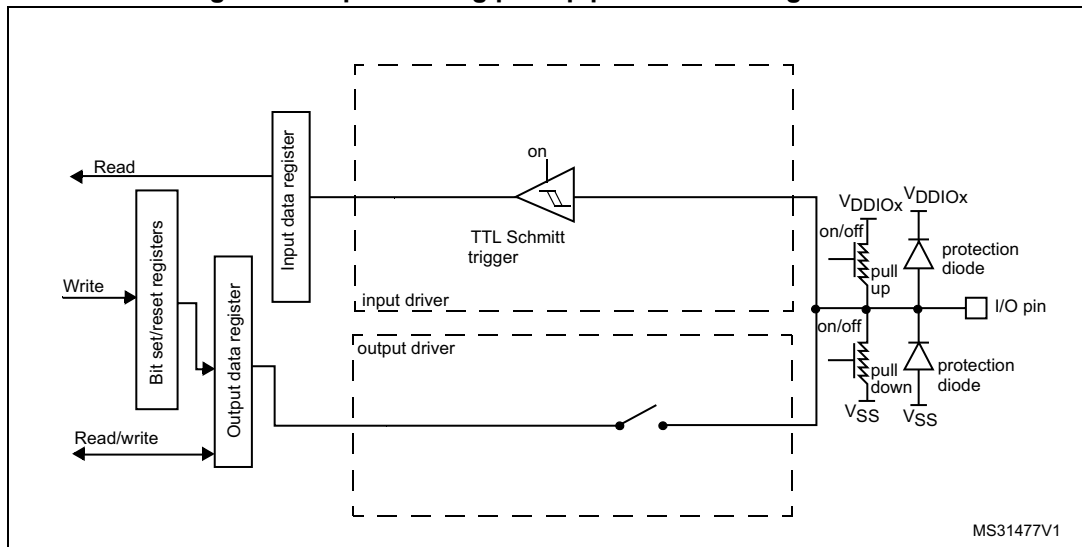 Read
Write
Read/write
Bit set/reset registers
Input data register
Output data register
on
TTL Schmitt
trigger
input driver
output driver
VDDIOx
VDDIOx
on/off
pull
up
protection
diode
I/O pin
on/off
pull
down
protection
diode
VSS
VSS
MS31477V1